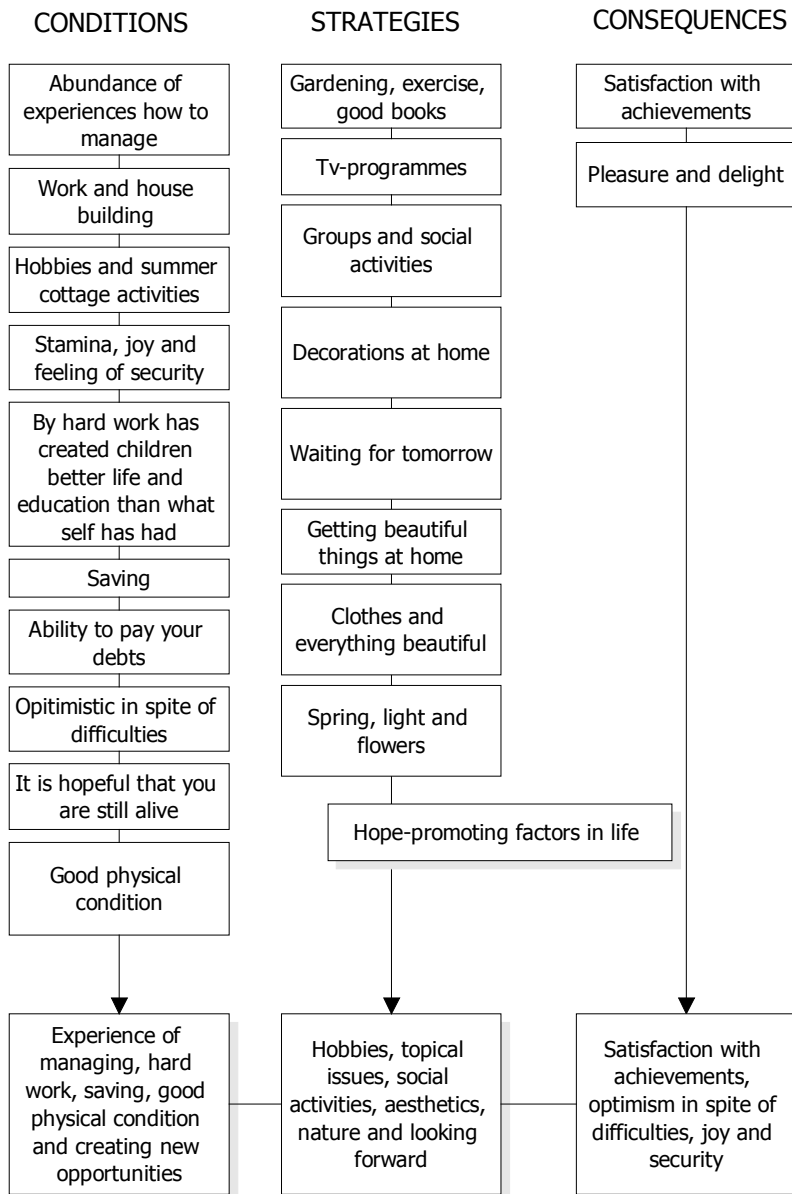 CONDITIONS
STRATEGIES
CONSEQUENCES
Abundance of
experiences how to
manage
Work and house
building
Hobbies and summer
cottage activities
Stamina, joy and
feeling of security
By hard work has
created children
better life and
education than what
self has had
Saving
Ability to pay your
debts
Opitimistic in spite of
difficulties
It is hopeful that you
are still alive
Good physical
condition
Experience of
managing, hard
work, saving, good
physical condition
and creating new
opportunities
Gardening, exercise,
good books
Tv-programmes
Groups and social
activities
Decorations at home
Waiting for tomorrow
Getting beautiful
things at home
Clothes and
everything beautiful
Spring, light and
flowers
Hope-promoting factors in life
Hobbies, topical
issues, social
activities, aesthetics,
nature and looking
forward
Satisfaction with
achievements
Pleasure and delight
Satisfaction with
achievements,
optimism in spite of
difficulties, joy and
security